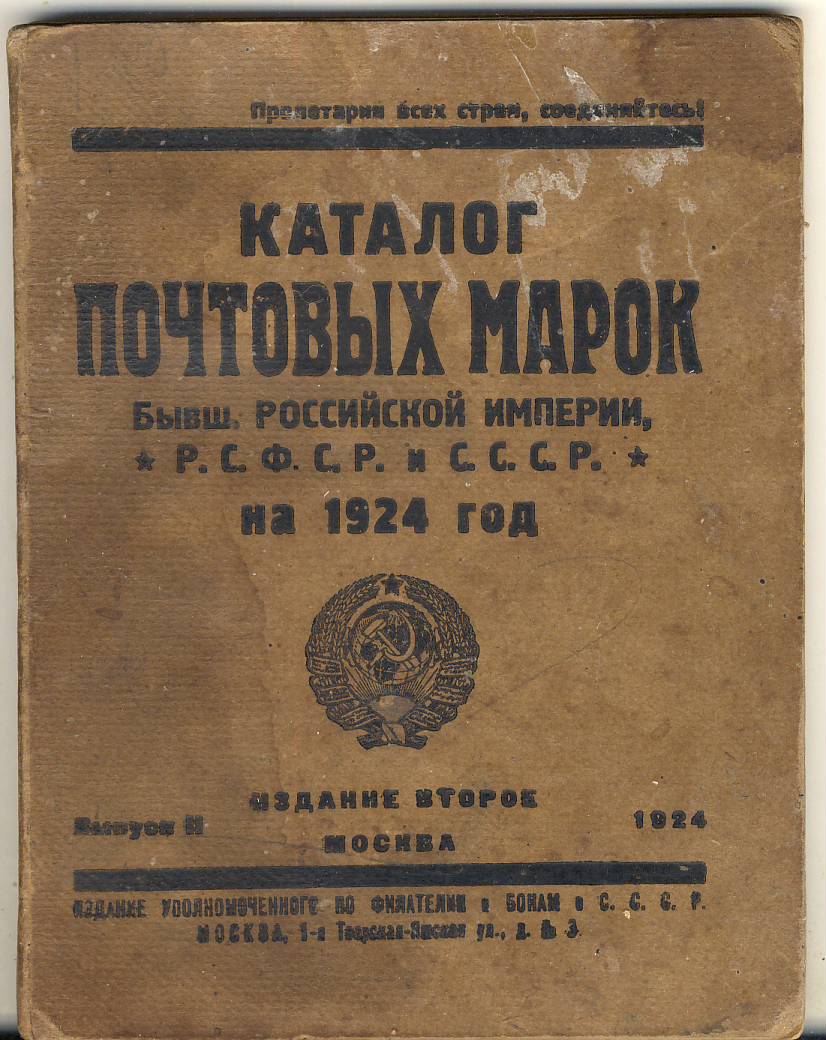 Пролетарии всех стран, соединяйтесь!
КАТАЛОГ
ПОЧТОВЫХ МАРОК
Бывш. РОССИЙСКОЙ ИМПЕРИИ,
★ Р. С. Ф. С. Р. и С. С. С. Р. ★
на 1924 год
ИЗДАНИЕ ВТОРОЕ
Выпуск II
1924
МОСКВА
ИЗДАНИЕ УПОЛНОМОЧЕННОГО ПО ФИЛАТЕЛИИ и БОНАМ в С. С. С. Р.
МОСКВА, 1-я Тверская-Ямская ул., д. № 3.